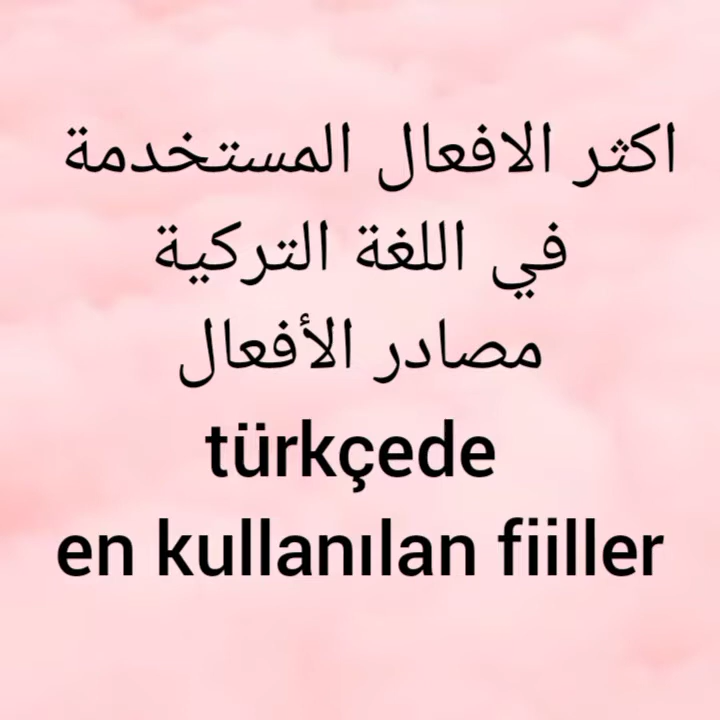 اكثر الافعال المستخدمة
في اللغة التركية
مصادر الأفعال
türkçede
en kullanılan fiiller